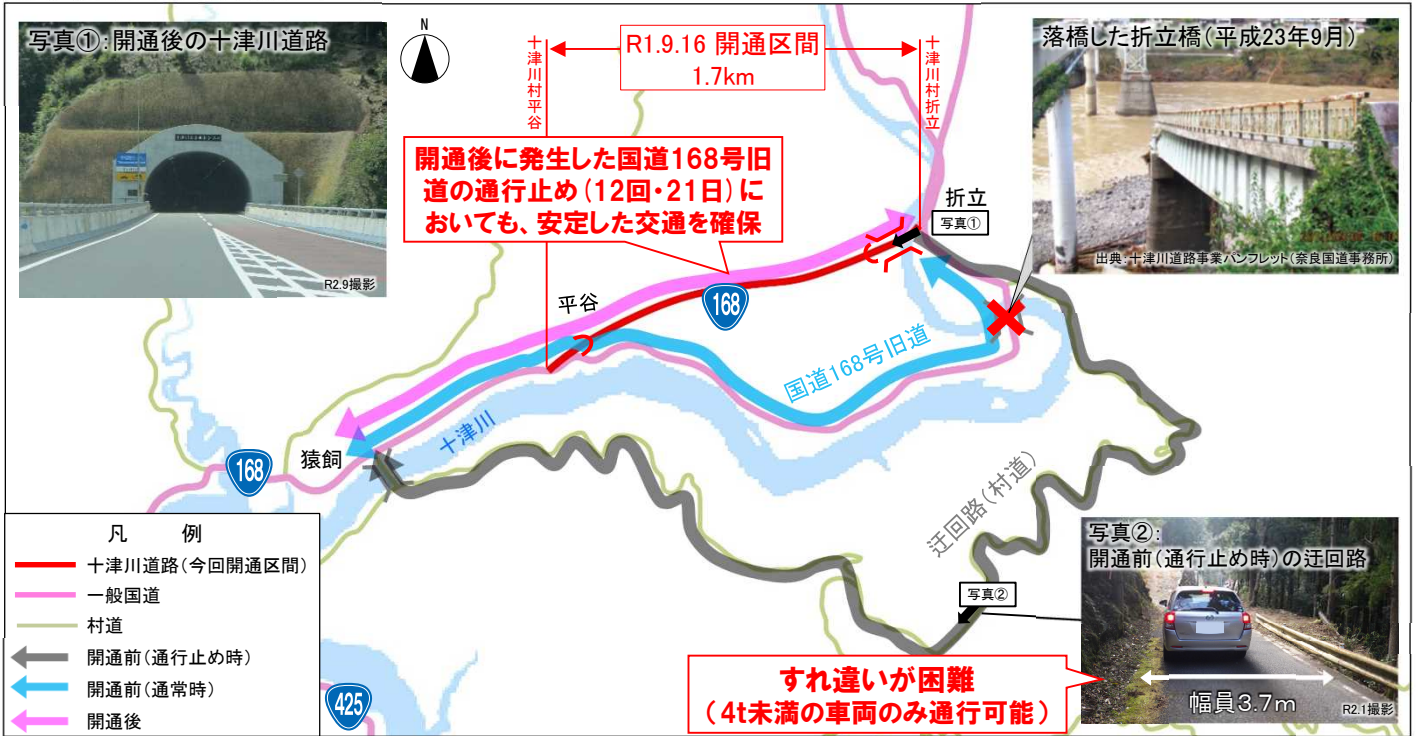 写真①:開通後の十津川道路
R2.9撮影
N
十津川村平谷
R1.9.16 開通区間
1.7km
十津川村折立
落橋した折立橋(平成23年9月)
出典:十津川道路事業パンフレット(奈良国道事務所)
開通後に発生した国道168号旧
道の通行止め(12回・21日)に
おいても、安定した交通を確保
折立
写真①
平谷
168
国道168号旧道
十津川
猿飼
168
迂回路(村道)
写真②
凡 例
十津川道路(今回開通区間)
一般国道
村道
開通前(通行止め時)
開通前(通常時)
開通後
425
すれ違いが困難
(4t未満の車両のみ通行可能)
写真②:
開通前(通行止め時)の迂回路
幅員3.7m
R2.1撮影